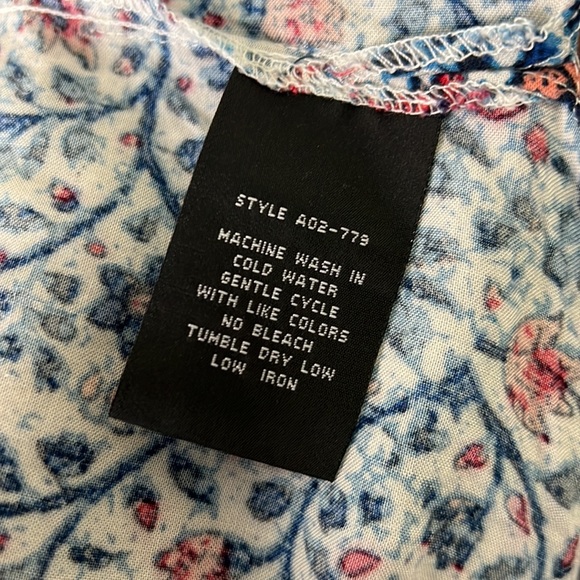 STYLE A02-779
MACHINE WASH IN
COLD WATER
GENTLE CYCLE
WITH LIKE COLORS
NO BLEACH
TUMBLE DRY LOW
LOW IRON